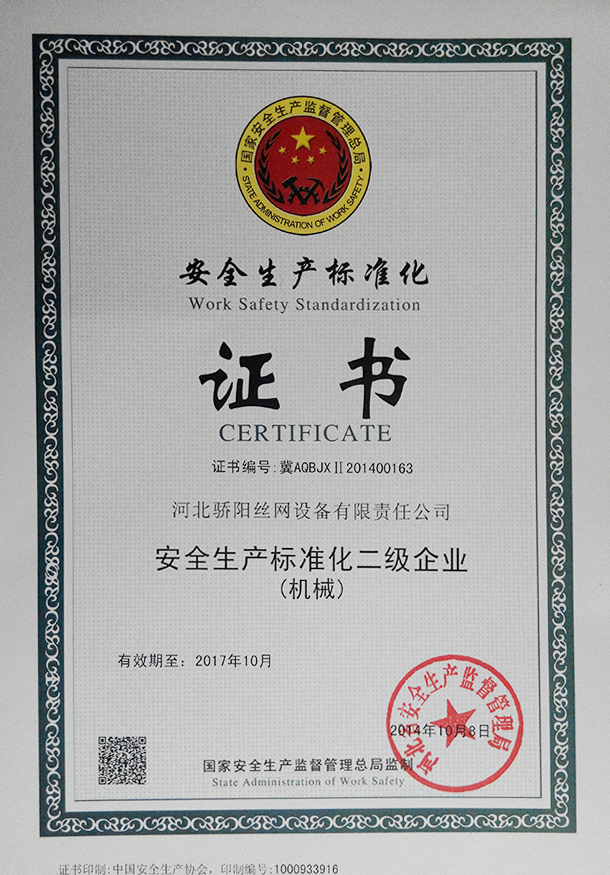 国家安全生产监督管理总局
STATE ADMINISTRATION OF WORK SAFETY
安全生产标准化
Work Safety Standardization
证书
CERTIFICATE
证书编号:冀AQBJXⅡ201400163
河北骄阳丝网设备有限责任公司
安全生产标准化二级企业
(机械)
有效期至：2017年10月
河北省安全生产监督管理局
2014年10月8日
国家安全生产监督管理总局监制
State Administration of Work Safety
证书印制:中国安全生产协会，印制编号:1000933916